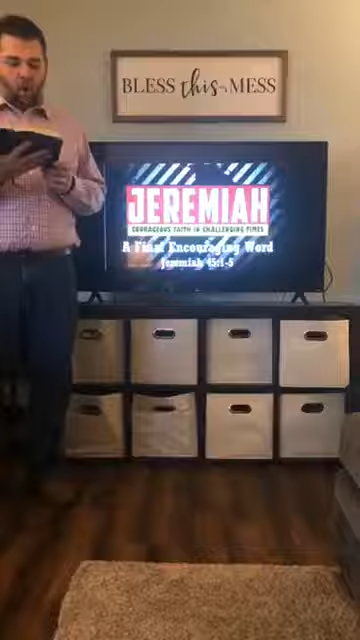 BLESS this MESS
JEREMIAH
COURAGEOUS FAITH IN CHALLENGING TIMES
A Final Encouraging Word
Jeremiah 45:1-5